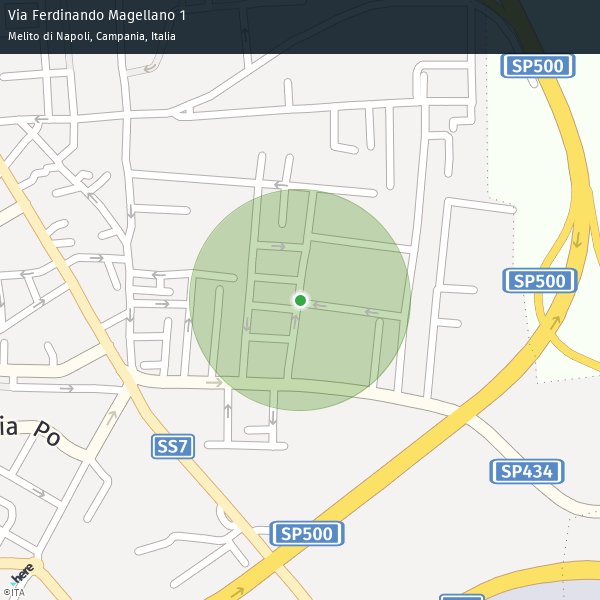 Via Ferdinando Magellano 1
Melito di Napoli, Campania, Italia
SP500
SP500
ia Po
SS7
SP434
SP500
here
©ITA